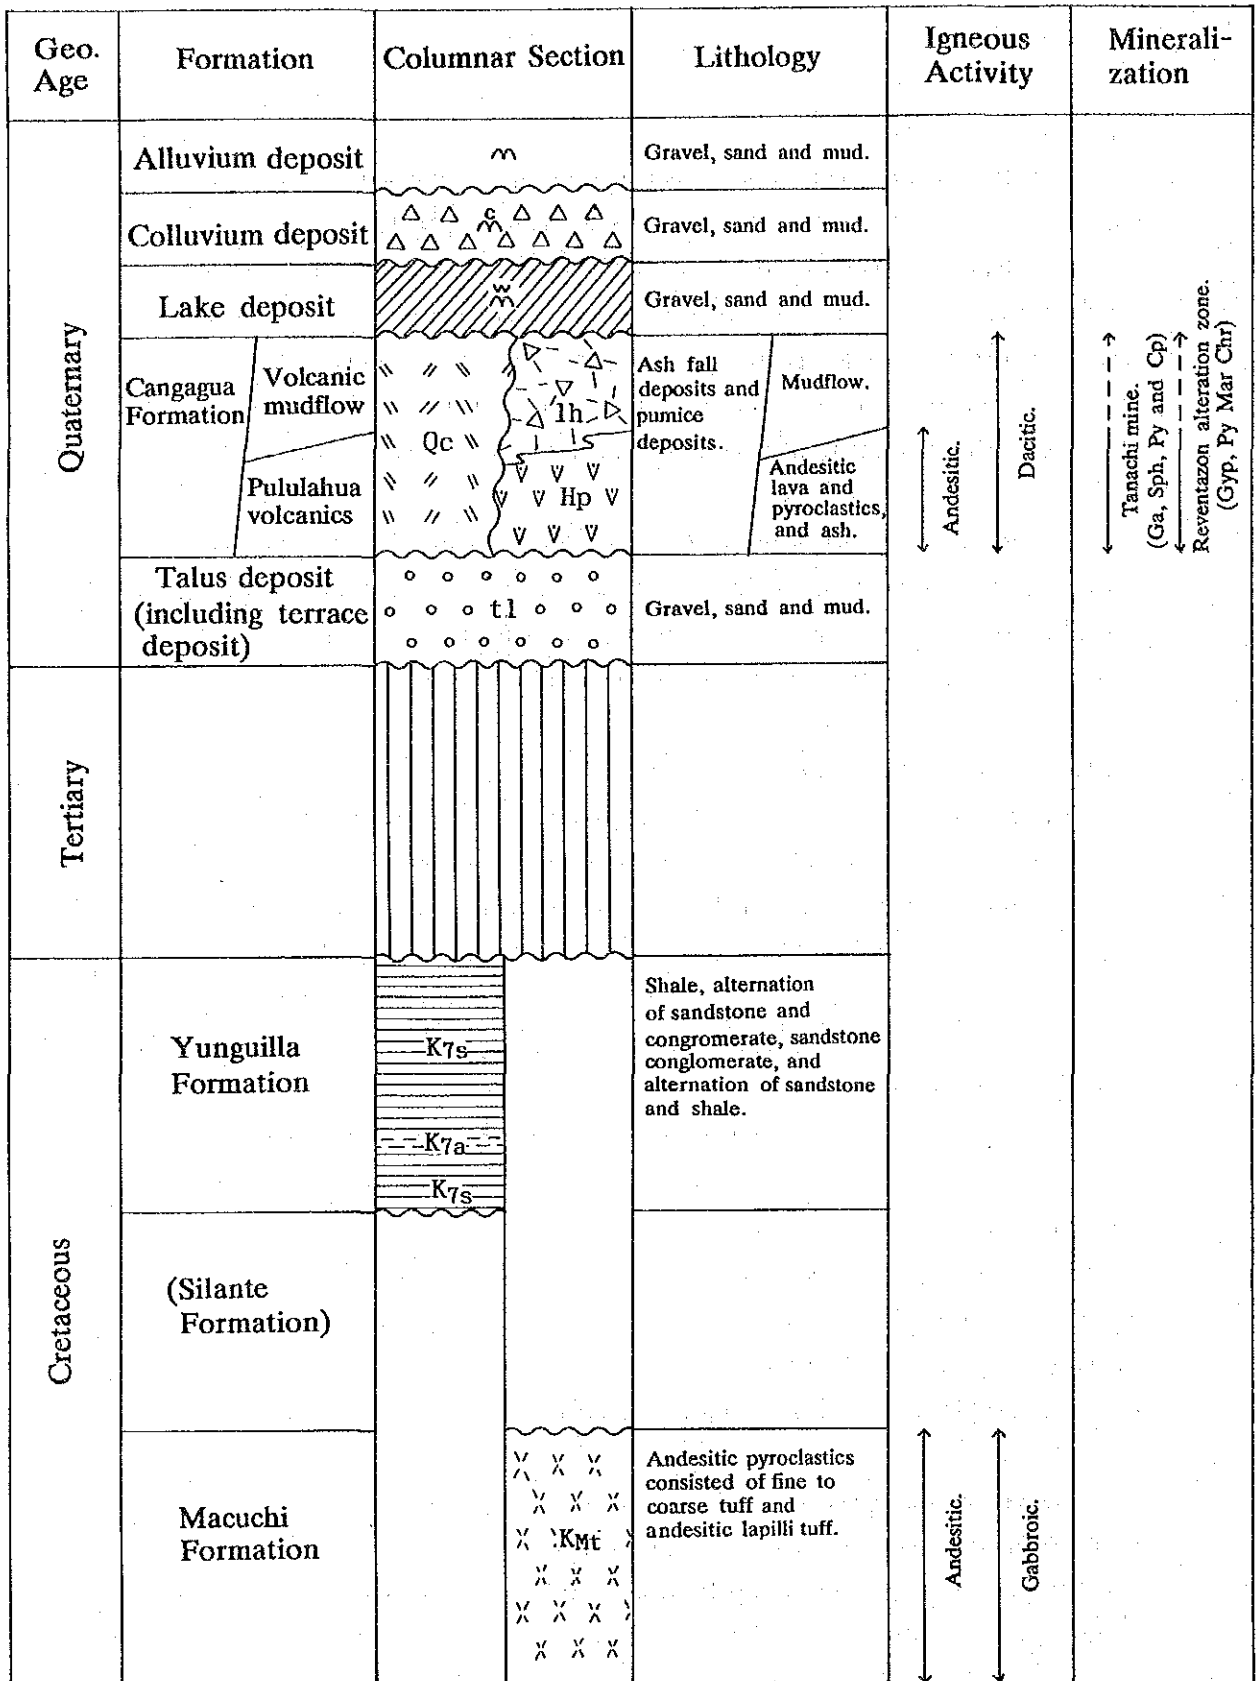 Geo. Age
Formation
Columnar Section
Lithology
Igneous Activity
Minerali-
zation
Quaternary
Alluvium deposit
m
Gravel, sand and mud.
Colluvium deposit
c
m
Gravel, sand and mud.
Lake deposit
w
m
Gravel, sand and mud.
Cangagua
Formation
Volcanic
mudflow
Pululahua
volcanics
Qc
lh
Hp
Ash fall
deposits and
pumice
deposits.
Mudflow.
Andesitic
lava and
pyroclastics,
and ash.
Andesitic.
Dacitic.
Tanachi mine.
(Ga, Sph, Py and Cp)
Reventazon alteration zone.
(Gyp, Py Mar Chr)
Talus deposit
(including terrace
deposit)
tl
Gravel, sand and mud.
Tertiary
Cretaceous
Yunguilla
Formation
K7s
K7a
K7s
Shale, alternation
of sandstone and
congromerate, sandstone
conglomerate, and
alternation of sandstone
and shale.
(Silante
Formation)
Macuchi
Formation
KMt
Andesitic pyroclastics
consisted of fine to
coarse tuff and
andesitic lapilli tuff.
Andesitic.
Gabbroic.